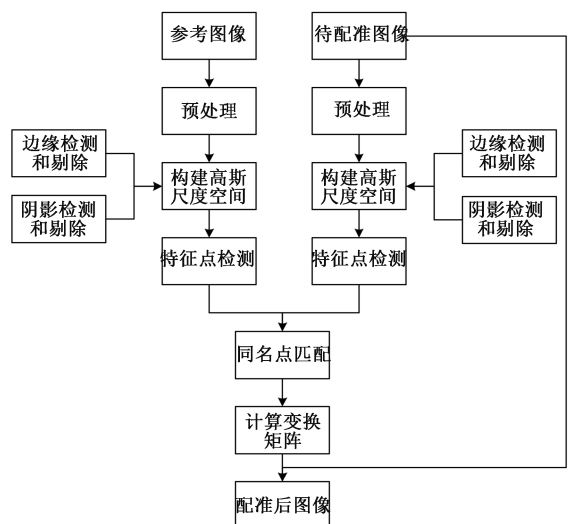 参考图像
待配准图像
预处理
预处理
边缘检测
和剔除
构建高斯
尺度空间
构建高斯
尺度空间
边缘检测
和剔除
阴影检测
和剔除
阴影检测
和剔除
特征点检测
特征点检测
同名点匹配
计算变换
矩阵
配准后图像